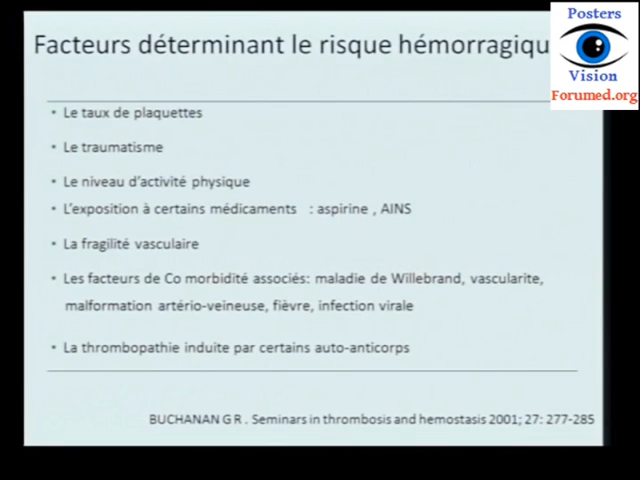 Posters
Vision
Forumed.org
Facteurs déterminant le risque hémorragiqu
• Le taux de plaquettes
• Le traumatisme
• Le niveau d'activité physique
• L'exposition à certains médicaments : aspirine , AINS
• La fragilité vasculaire
• Les facteurs de Co morbidité associés: maladie de Willebrand, vascularite,
malformation artério-veineuse, fièvre, infection virale
• La thrombopathie induite par certains auto-anticorps
BUCHANAN G R . Seminars in thrombosis and hemostasis 2001; 27: 277-285